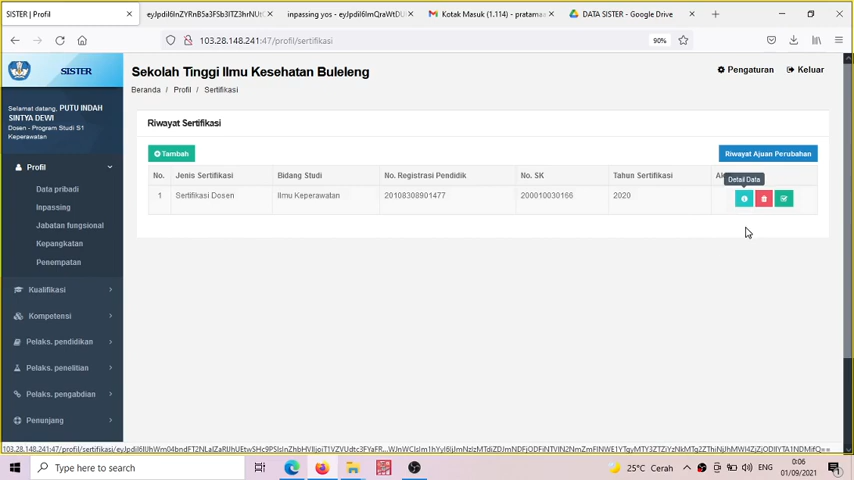 SISTER | Profil
eyJpdiI6InZYRnB5a3FSb3lTZ3hrNU
inpassing yos - eyJpdiI6ImQraWtDU
Kotak Masuk (1.114) - pratamas
DATA SISTER - Google Drive
103.28.148.241:47/profil/sertifikasi
90%
SISTER
Sekolah Tinggi Ilmu Kesehatan Buleleng
Pengaturan
Keluar
Beranda / Profil / Sertifikasi
Selamat datang, PUTU INDAH
SINTYA DEWI
Dosen - Program Studi S1
Keperawatan
Riwayat Sertifikasi
Tambah
Riwayat Ajuan Perubahan
No. Jenis Sertifikasi Bidang Studi No. Registrasi Pendidik No. SK Tahun Sertifikasi
Detail Data
1 Sertifikasi Dosen Ilmu Keperawatan 20108308901477 200010030166 2020
Profil
Data pribadi
Inpassing
Jabatan fungsional
Kepangkatan
Penempatan
Kualifikasi
Kompetensi
Pelaks. pendidikan
Pelaks. penelitian
Pelaks. pengabdian
Penunjang
Type here to search
25°C Cerah
ENG
0:06
01/09/2021